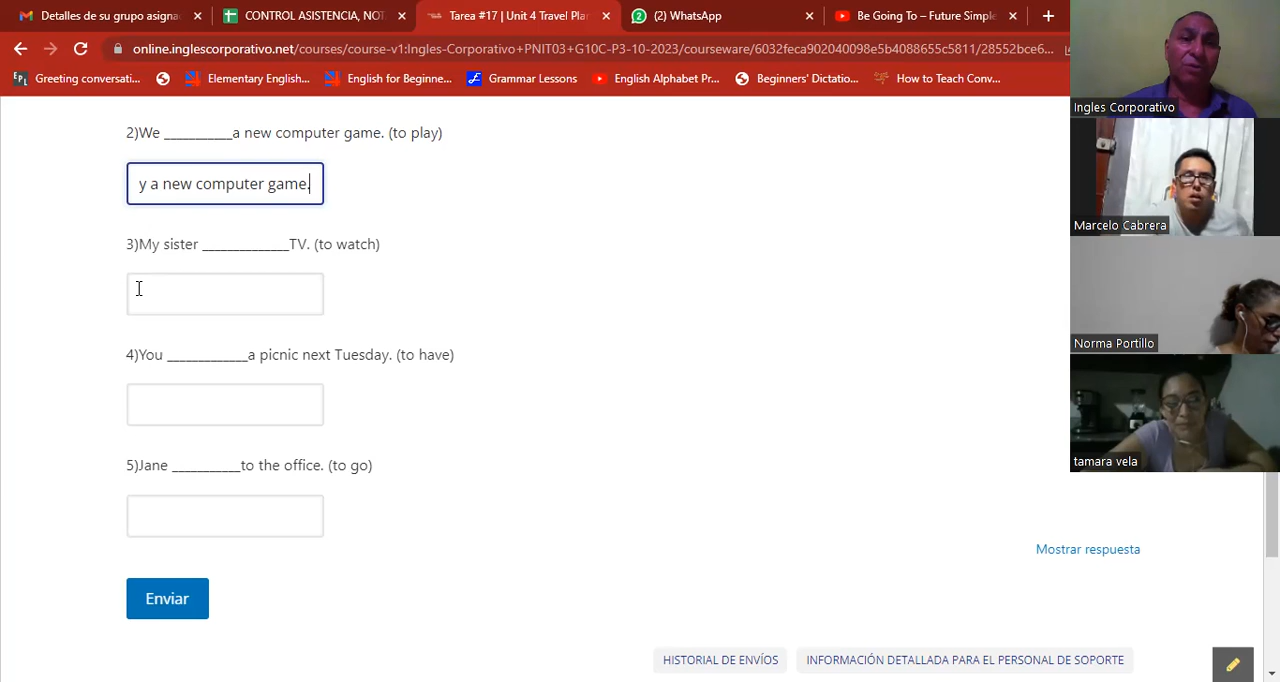 Detalles de su grupo asigna
CONTROL ASISTENCIA, NOT
Tarea #17 | Unit 4 Travel Plan
(2) WhatsApp
Be Going To – Future Simple
online.inglescorporativo.net/courses/course-v1:Ingles-Corporativo+PNIT03+G10C-P3-10-2023/courseware/6032feca902040098e5b4088655c5811/28552bce6...
Greeting conversati...
Elementary English...
English for Beginne...
Grammar Lessons
English Alphabet Pr...
Beginners' Dictatio...
How to Teach Conv...
Ingles Corporativo
2)We ___________a new computer game. (to play)
y a new computer game.
Marcelo Cabrera
3)My sister ______________TV. (to watch)
Norma Portillo
4)You _____________a picnic next Tuesday. (to have)
tamara vela
5)Jane ___________to the office. (to go)
Mostrar respuesta
Enviar
HISTORIAL DE ENVÍOS
INFORMACIÓN DETALLADA PARA EL PERSONAL DE SOPORTE